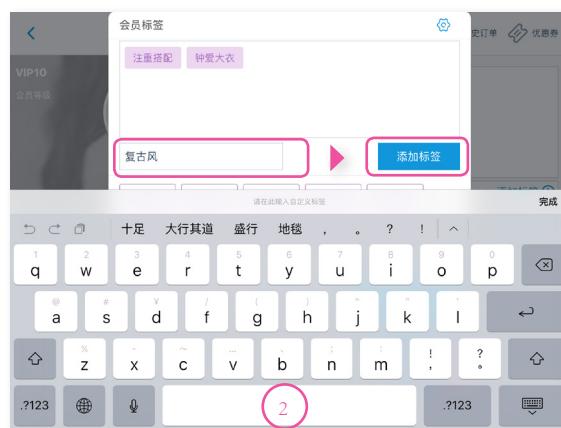 会员标签
史订单 优惠券
注重搭配 钟爱大衣
VIP10
会员等级
复古风 添加标签
请在此输入自定义标签 完成
十足 大行其道 盛行 地毯 ， 。 ？ ！
1 2 3 4 5 6 7 8 9 0
q w e r t y u i o p
@ # ¥ / ( ) “ ” ‘
a s d f g h j k l
% - ~ … 、 ； ： ！ ？
z x c v b n m , 。
.?123 2 .?123